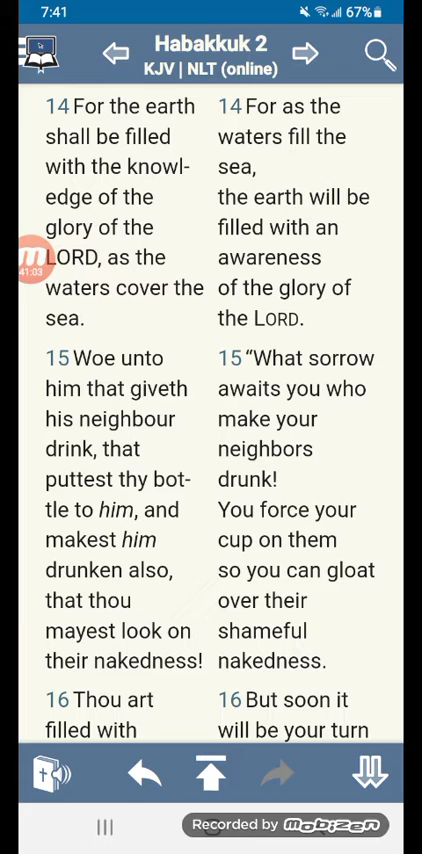 7:41
67%
Habakkuk 2
KJV | NLT (online)
14 For the earth
shall be filled
with the knowl-
edge of the
glory of the
LORD, as the
waters cover the
sea.
15 Woe unto
him that giveth
his neighbour
drink, that
puttest thy bot-
tle to him, and
makest him
drunken also,
that thou
mayest look on
their nakedness!
16 Thou art
filled with
14 For as the
waters fill the
sea,
the earth will be
filled with an
awareness
of the glory of
the LORD.
15 “What sorrow
awaits you who
make your
neighbors
drunk!
You force your
cup on them
so you can gloat
over their
shameful
nakedness.
16 But soon it
will be your turn
m
41:03
Recorded by mobizen